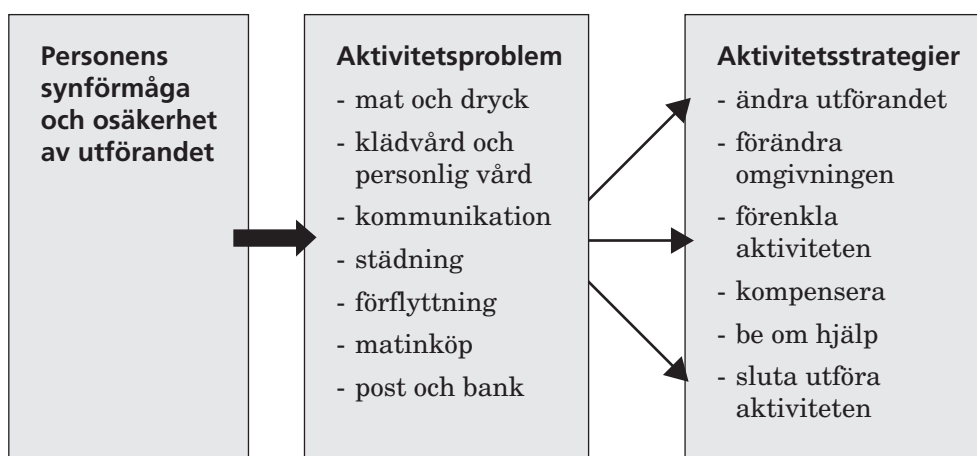 Personens
synförmåga
och osäkerhet
av utförandet
Aktivitetsproblem
- mat och dryck
- klädvård och
personlig vård
- kommunikation
- städning
- förflyttning
- matinköp
- post och bank
Aktivitetsstrategier
- ändra utförandet
- förändra
omgivningen
- förenkla
aktiviteten
- kompensera
- be om hjälp
- sluta utföra
aktiviteten